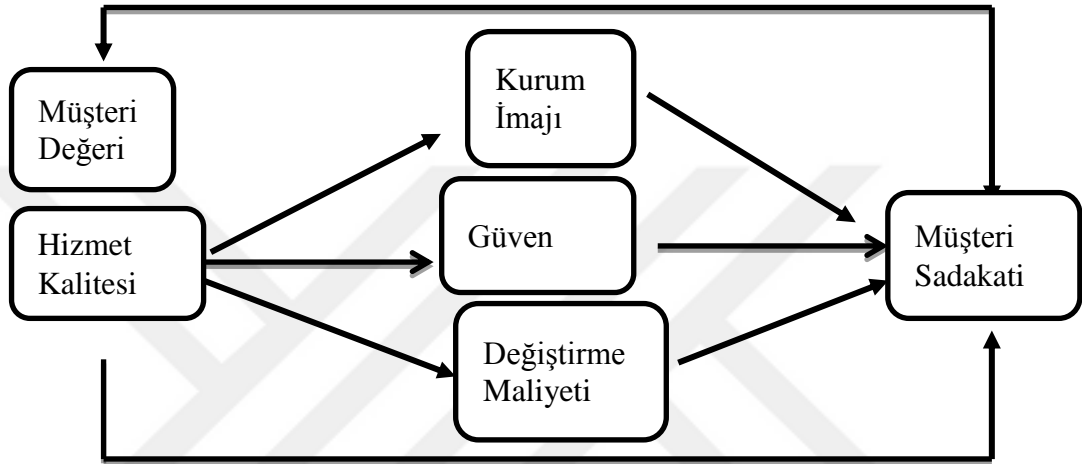 Müşteri
Değeri
Hizmet
Kalitesi
Kurum
İmajı
Güven
Değiştirme
Maliyeti
Müşteri
Sadakati